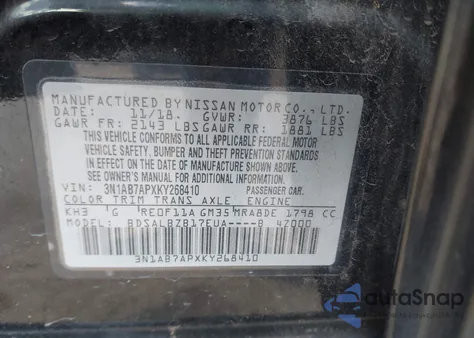 MANUFACTURED BY NISSAN MOTOR CO., LTD.
DATE: 11/18. GVWR: 3876 LBS
GAWR FR: 2143 LBS GAWR RR: 1881 LBS
THIS VEHICLE CONFORMS TO ALL APPLICABLE FEDERAL MOTOR
VEHICLE SAFETY, BUMPER, AND THEFT PREVENTION STANDARDS
IN EFFECT ON THE DATE OF MANUFACTURE SHOWN ABOVE.
SEE OWNER'S MANUAL FOR ADDITIONAL INFORMATION
VIN: 3N1AB7APXKY268410 PASSENGER CAR.
COLOR TRIM TRANS AXLE ENGINE
KH3 G RE0F11A GM35 MRA8DE 1798 CC
BDSALBZB17EUA----B 4Z000
3N1AB7APXKY268410
autoSnap